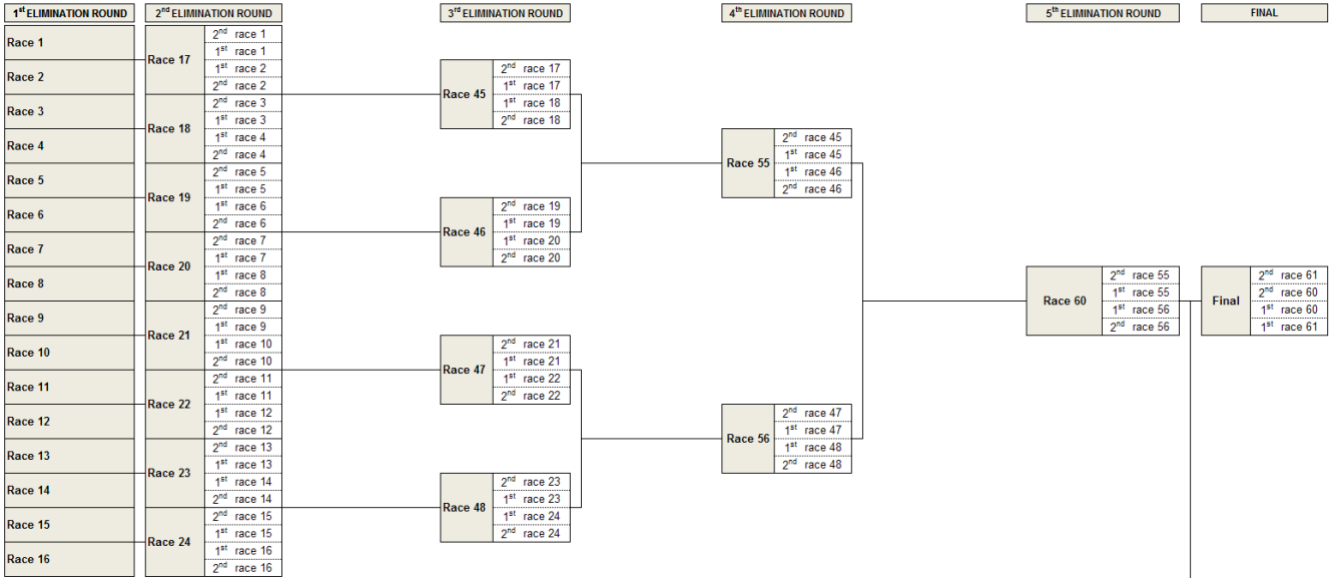 1st ELIMINATION ROUND
2nd ELIMINATION ROUND
3rd ELIMINATION ROUND
4th ELIMINATION ROUND
5th ELIMINATION ROUND
FINAL
Race 1
Race 2
Race 3
Race 4
Race 5
Race 6
Race 7
Race 8
Race 9
Race 10
Race 11
Race 12
Race 13
Race 14
Race 15
Race 16
Race 17
2nd race 1
1st race 1
1st race 2
2nd race 2
Race 18
2nd race 3
1st race 3
1st race 4
2nd race 4
Race 19
2nd race 5
1st race 5
1st race 6
2nd race 6
Race 20
2nd race 7
1st race 7
1st race 8
2nd race 8
Race 21
2nd race 9
1st race 9
1st race 10
2nd race 10
Race 22
2nd race 11
1st race 11
1st race 12
2nd race 12
Race 23
2nd race 13
1st race 13
1st race 14
2nd race 14
Race 24
2nd race 15
1st race 15
1st race 16
2nd race 16
Race 45
2nd race 17
1st race 17
1st race 18
2nd race 18
Race 46
2nd race 19
1st race 19
1st race 20
2nd race 20
Race 47
2nd race 21
1st race 21
1st race 22
2nd race 22
Race 48
2nd race 23
1st race 23
1st race 24
2nd race 24
Race 55
2nd race 45
1st race 45
1st race 46
2nd race 46
Race 56
2nd race 47
1st race 47
1st race 48
2nd race 48
Race 60
2nd race 55
1st race 55
1st race 56
2nd race 56
Final
2nd race 61
2nd race 60
1st race 60
1st race 61